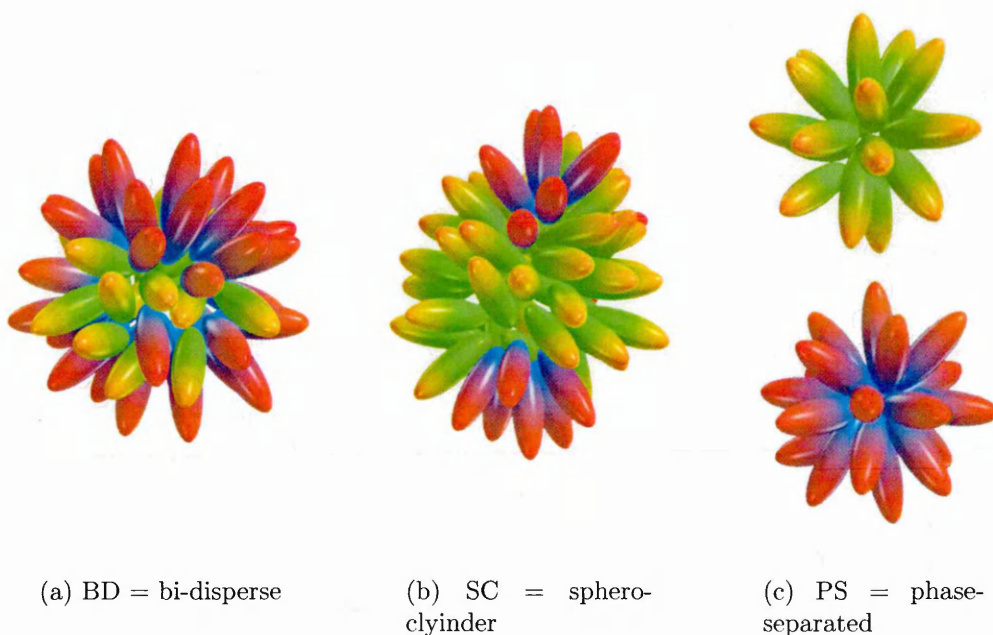 (a) BD = bi-disperse
(b) SC = sphero-
clyinder
(c) PS = phase-
separated